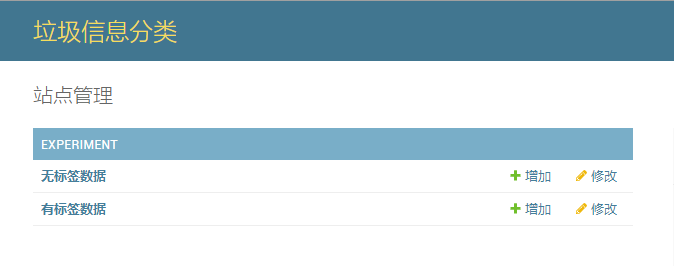 垃圾信息分类
站点管理
EXPERIMENT
无标签数据 增加 修改
有标签数据 增加 修改